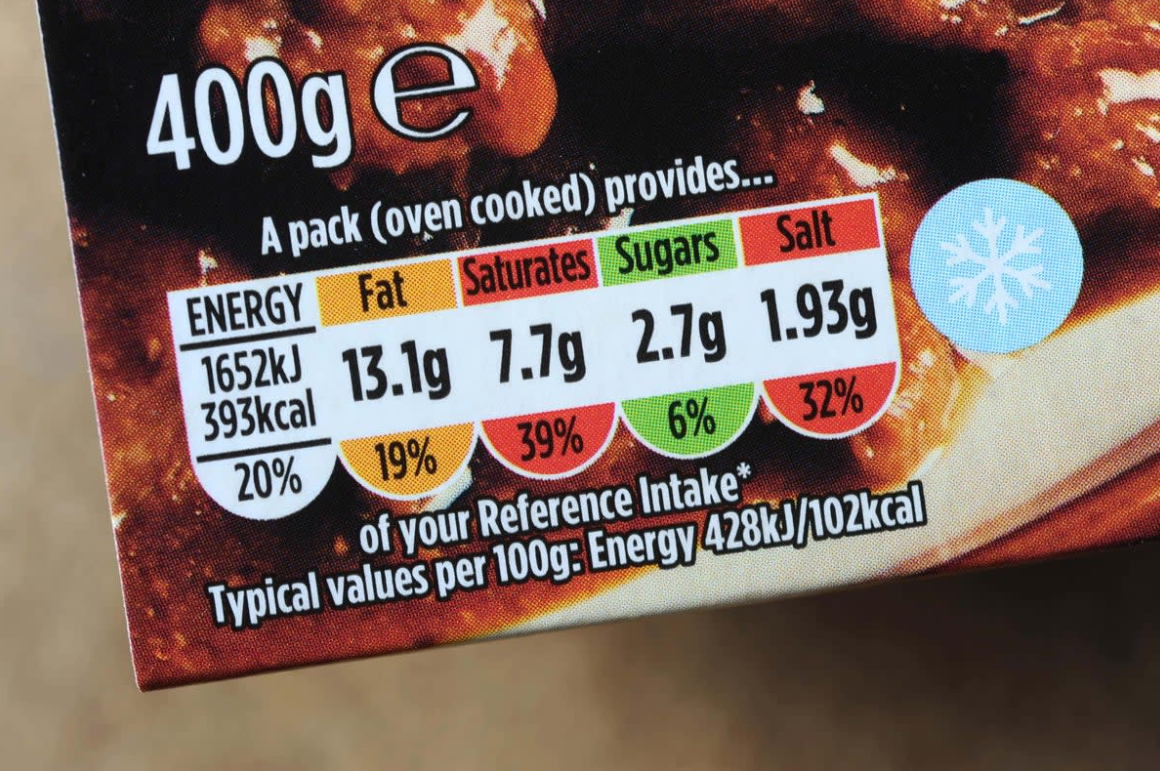 400g ℮
A pack (oven cooked) provides...
ENERGY Fat Saturates Sugars Salt
1652kJ
393kcal 13.1g 7.7g 2.7g 1.93g
20% 19% 39% 6% 32%
of your Reference Intake*
Typical values per 100g: Energy 428kJ/102kcal